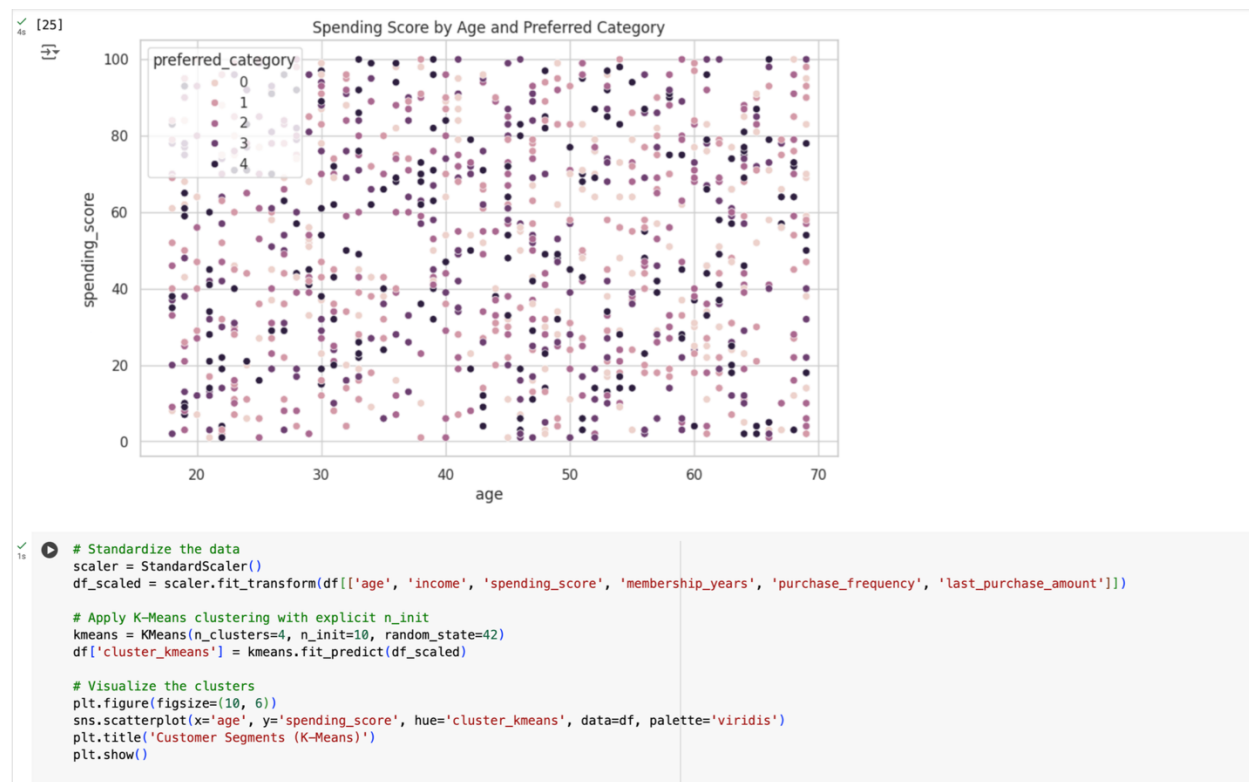 [25]
4s
Spending Score by Age and Preferred Category
preferred_category
0
1
2
3
4
100
80
60
40
20
0
spending_score
20 30 40 50 60 70
age
1s
# Standardize the data
scaler = StandardScaler()
df_scaled = scaler.fit_transform(df[['age', 'income', 'spending_score', 'membership_years', 'purchase_frequency', 'last_purchase_amount']])
# Apply K-Means clustering with explicit n_init
kmeans = KMeans(n_clusters=4, n_init=10, random_state=42)
df['cluster_kmeans'] = kmeans.fit_predict(df_scaled)
# Visualize the clusters
plt.figure(figsize=(10, 6))
sns.scatterplot(x='age', y='spending_score', hue='cluster_kmeans', data=df, palette='viridis')
plt.title('Customer Segments (K-Means)')
plt.show()